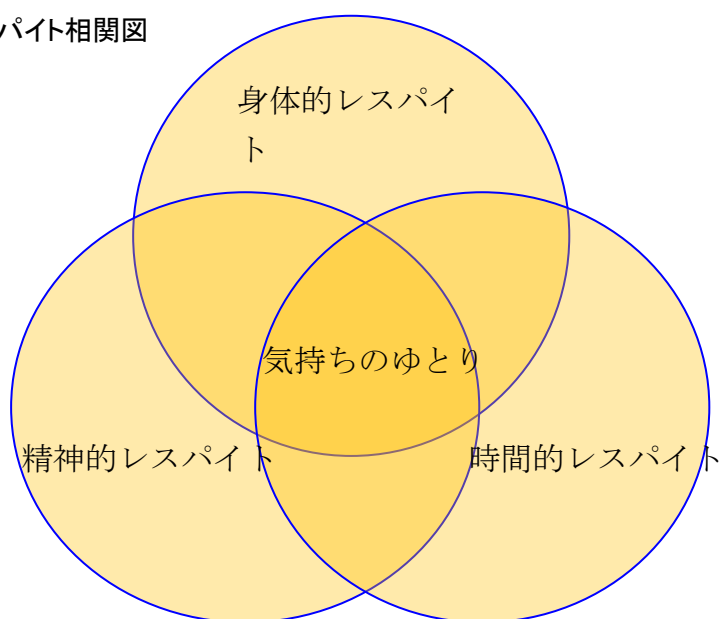 パイト相関図
身体的レスパイ
ト
気持ちのゆとり
精神的レスパイト
時間的レスパイト